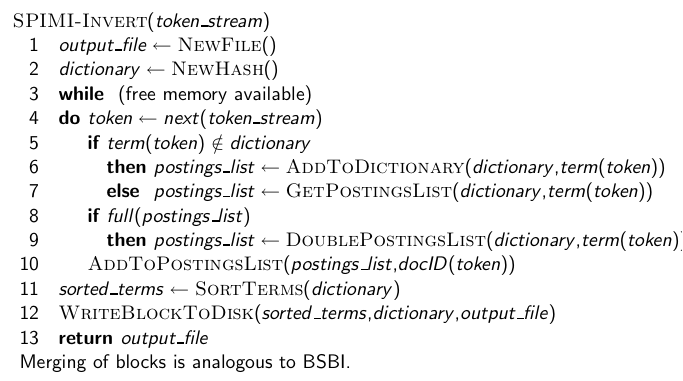 SPIMI-INVERT(token_stream)
1 output_file ← NEWFILE()
2 dictionary ← NEWHASH()
3 while (free memory available)
4 do token ← next(token_stream)
5 if term(token) ∉ dictionary
6 then postings_list ← ADDTODICTIONARY(dictionary,term(token))
7 else postings_list ← GETPOSTINGSLIST(dictionary,term(token))
8 if full(postings_list)
9 then postings_list ← DOUBLEPOSTINGSLIST(dictionary,term(token)
10 ADDTOPOSTINGSLIST(postings_list,docID(token))
11 sorted_terms ← SORTTERMS(dictionary)
12 WRITEBLOCKTODISK(sorted_terms,dictionary,output_file)
13 return output_file
Merging of blocks is analogous to BSBI.